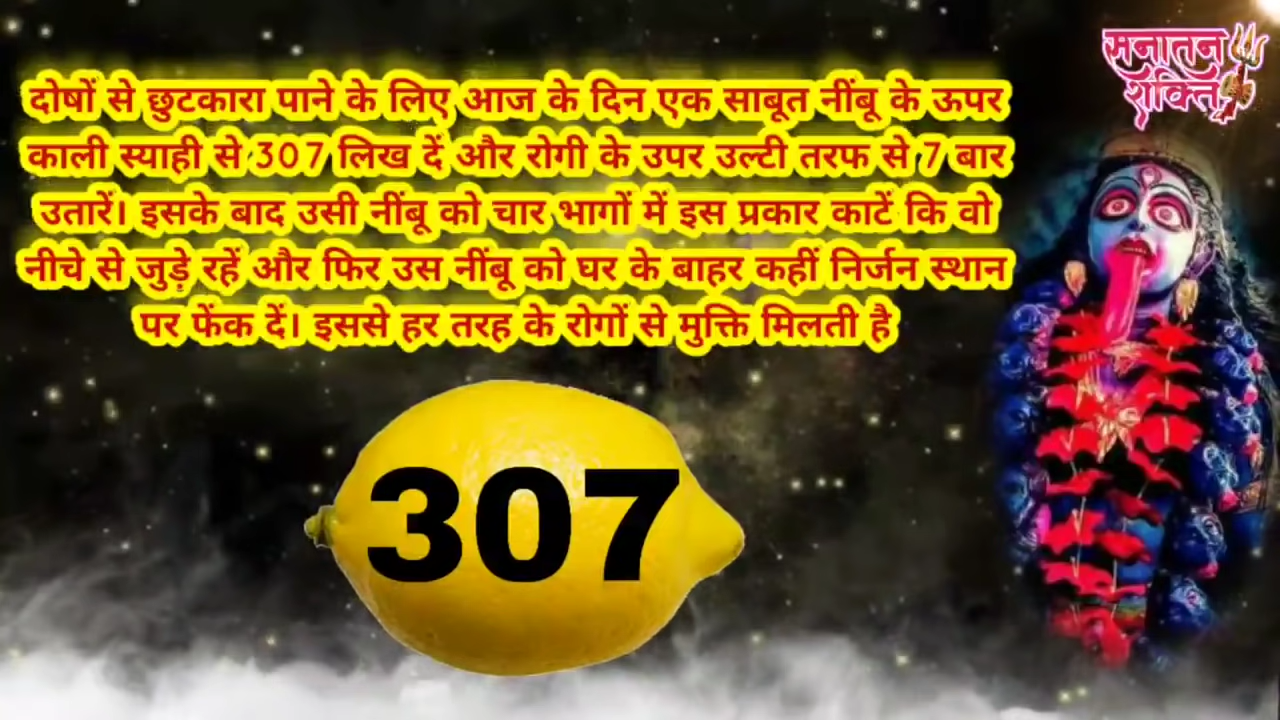 सनातन
शक्ति
दोषों से छुटकारा पाने के लिए आज के दिन एक साबूत नींबू के ऊपर
काली स्याही से 307 लिख दें और रोगी के उपर उल्टी तरफ से 7 बार
उतारें। इसके बाद उसी नींबू को चार भागों में इस प्रकार काटें कि वो
नीचे से जुड़े रहें और फिर उस नींबू को घर के बाहर कहीं निर्जन स्थान
पर फेंक दें। इससे हर तरह के रोगों से मुक्ति मिलती है
307